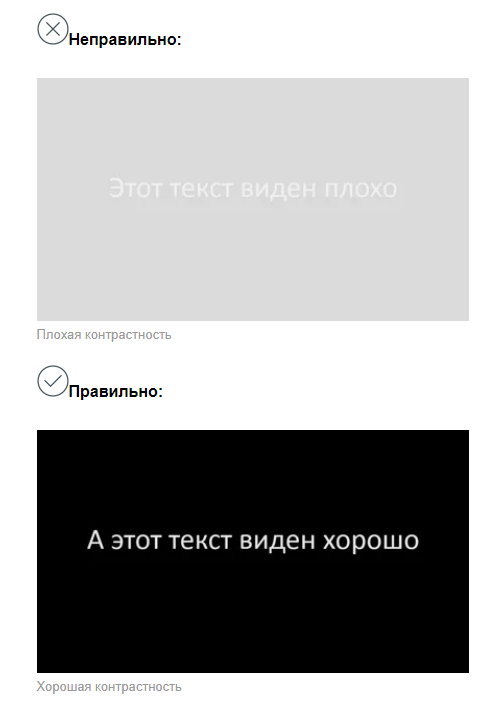 Неправильно:
Этот текст виден плохо
Плохая контрастность
Правильно:
А этот текст виден хорошо
Хорошая контрастность